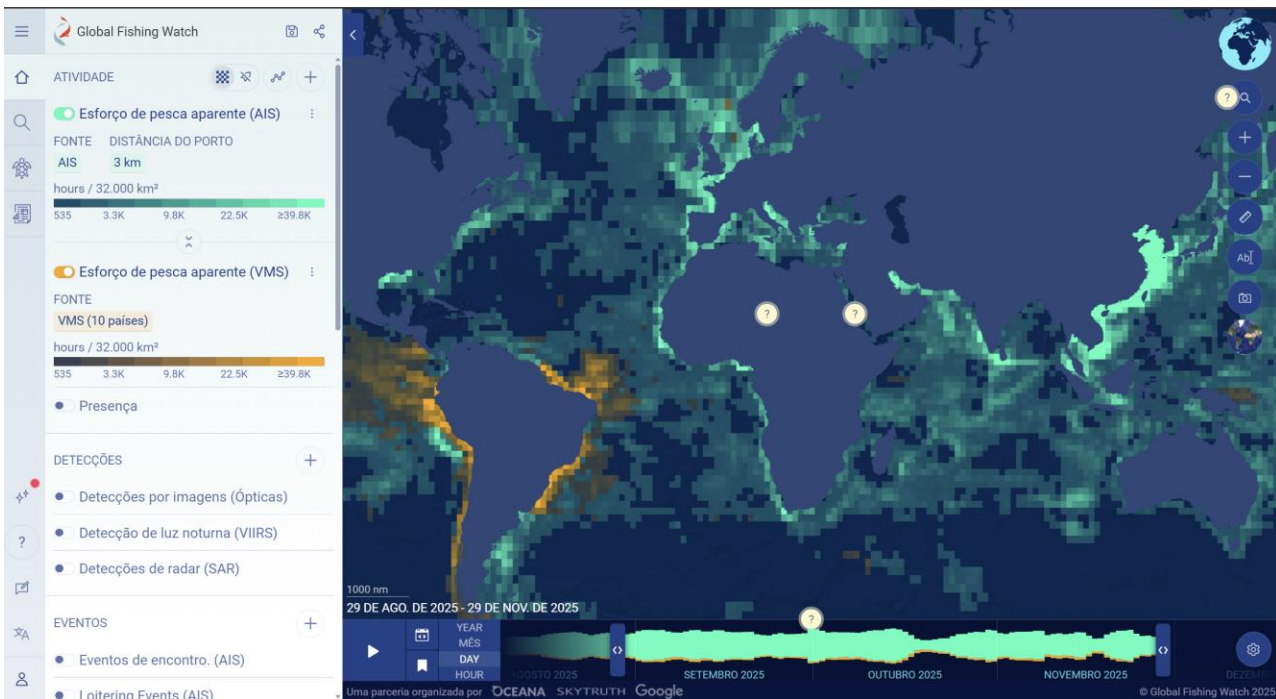 Global Fishing Watch
ATIVIDADE
Esforço de pesca aparente (AIS)
FONTE DISTÂNCIA DO PORTO
AIS 3 km
hours / 32.000 km²
535 3.3K 9.8K 22.5K ≥39.8K
Esforço de pesca aparente (VMS)
FONTE
VMS (10 países)
hours / 32.000 km²
535 3.3K 9.8K 22.5K ≥39.8K
Presença
DETECÇÕES
Detecções por imagens (Ópticas)
Detecção de luz noturna (VIIRS)
Detecções de radar (SAR)
EVENTOS
Eventos de encontro. (AIS)
Loitering Events (AIS)
?
?
?
?
?
Ab
1000 nm
29 DE AGO. DE 2025 - 29 DE NOV. DE 2025
YEAR
MÊS
DAY
HOUR
AGOSTO 2025 SETEMBRO 2025 OUTUBRO 2025 NOVEMBRO 2025
Uma parceria organizada por OCEANA SKYTRUTH Google
© Global Fishing Watch 2025